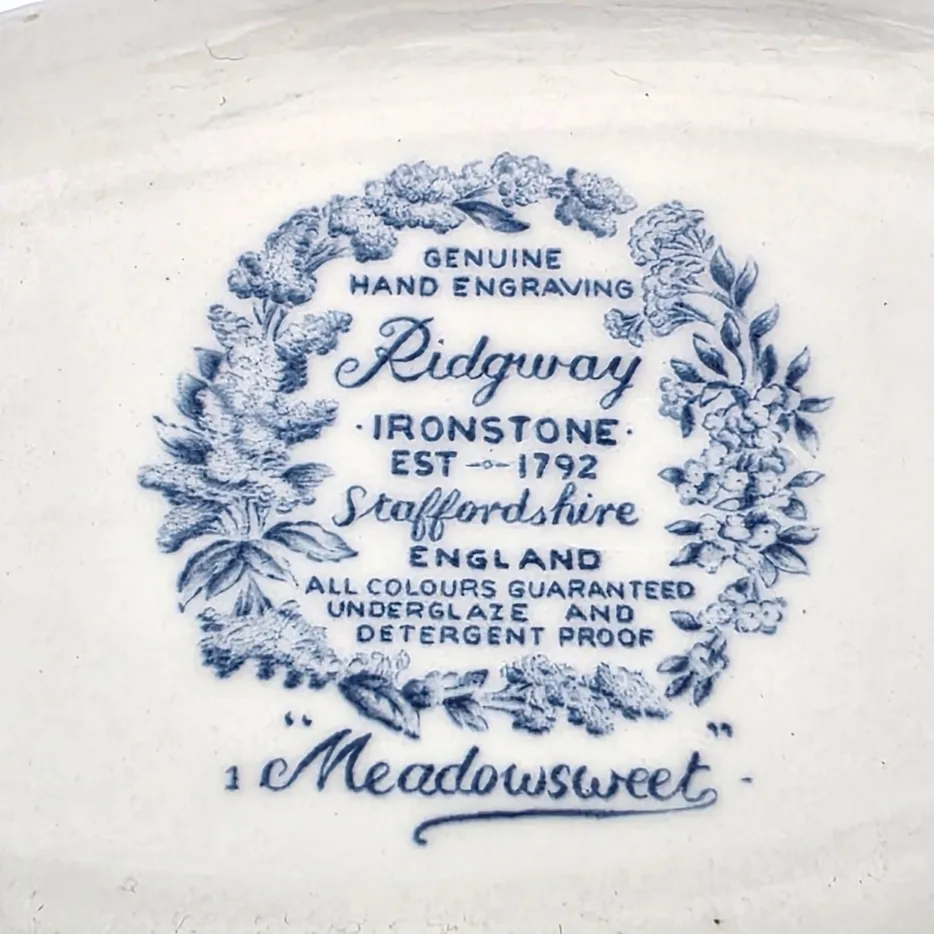 GENUINE
HAND ENGRAVING
Ridgway
·IRONSTONE·
EST -o- 1792
Staffordshire
ENGLAND
ALL COLOURS GUARANTEED
UNDERGLAZE AND
DETERGENT PROOF
1 "Meadowsweet" -